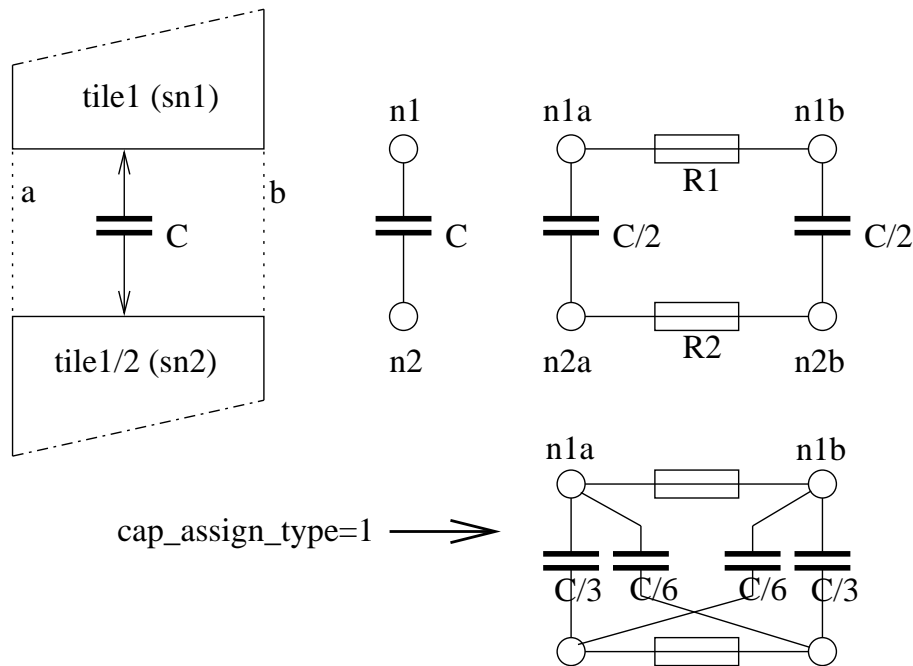 tile1 (sn1)
a
b
C
tile1/2 (sn2)
n1
C
n2
n1a
n1b
R1
C/2
C/2
R2
n2a
n2b
cap_assign_type=1
n1a
n1b
C/3
C/6
C/6
C/3